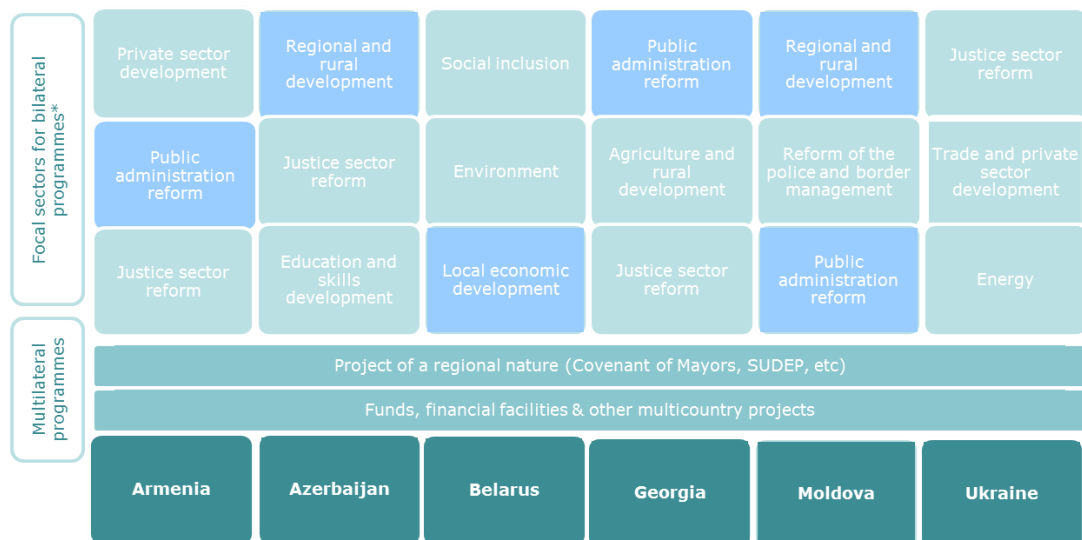 Focal sectors for bilateral
programmes*
Private sector
development
Regional and
rural
development
Social inclusion
Public
administration
reform
Regional and
rural
development
Justice sector
reform
Public
administration
reform
Justice sector
reform
Environment
Agriculture and
rural
development
Reform of the
police and border
management
Trade and private
sector
development
Justice sector
reform
Education and
skills
development
Local economic
development
Justice sector
reform
Public
administration
reform
Energy
Multilateral
programmes
Project of a regional nature (Covenant of Mayors, SUDEP, etc)
Funds, financial facilities & other multicountry projects
Armenia
Azerbaijan
Belarus
Georgia
Moldova
Ukraine